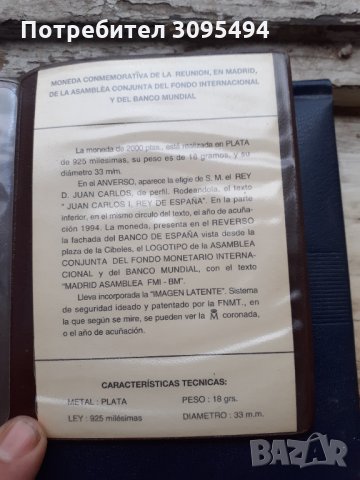 Потребител 3095494
MONEDA CONMEMORATIVA DE LA REUNION, EN MADRID,
DE LA ASAMBLEA CONJUNTA DEL FONDO INTERNACIONAL
Y DEL BANCO MUNDIAL
La moneda de 2000 ptas., está realizada en PLATA
de 925 milésimas, su peso es de 18 gramos, y su
diámetro 33 m/m.
En el ANVERSO, aparece la efigie de S. M. el REY
D. JUAN CARLOS, de perfil. Rodeandola, el texto
" JUAN CARLOS I, REY DE ESPAÑA". En la parte
inferior, en el mismo circulo del texto, el año de acuña-
ción 1994. La moneda, presenta en el REVERSO
la fachada del BANCO DE ESPAÑA vista desde la
plaza de la Cibeles, el LOGOTIPO de la ASAMBLEA
CONJUNTA DEL FONDO MONETARIO INTERNA-
CIONAL y del BANCO MUNDIAL, con el texto
"MADRID ASAMBLEA FMI - BM".
Lleva incorporada la "IMAGEN LATENTE". Sistema
de seguridad ideado y patentado por la FNMT., en
la que según se mire, se pueden ver la M coronada,
o el año de acuñación.
CARACTERÍSTICAS TECNICAS:
METAL : PLATA PESO : 18 grs.
LEY : 925 milésimas DIAMETRO : 33 m.m.
BAZAR